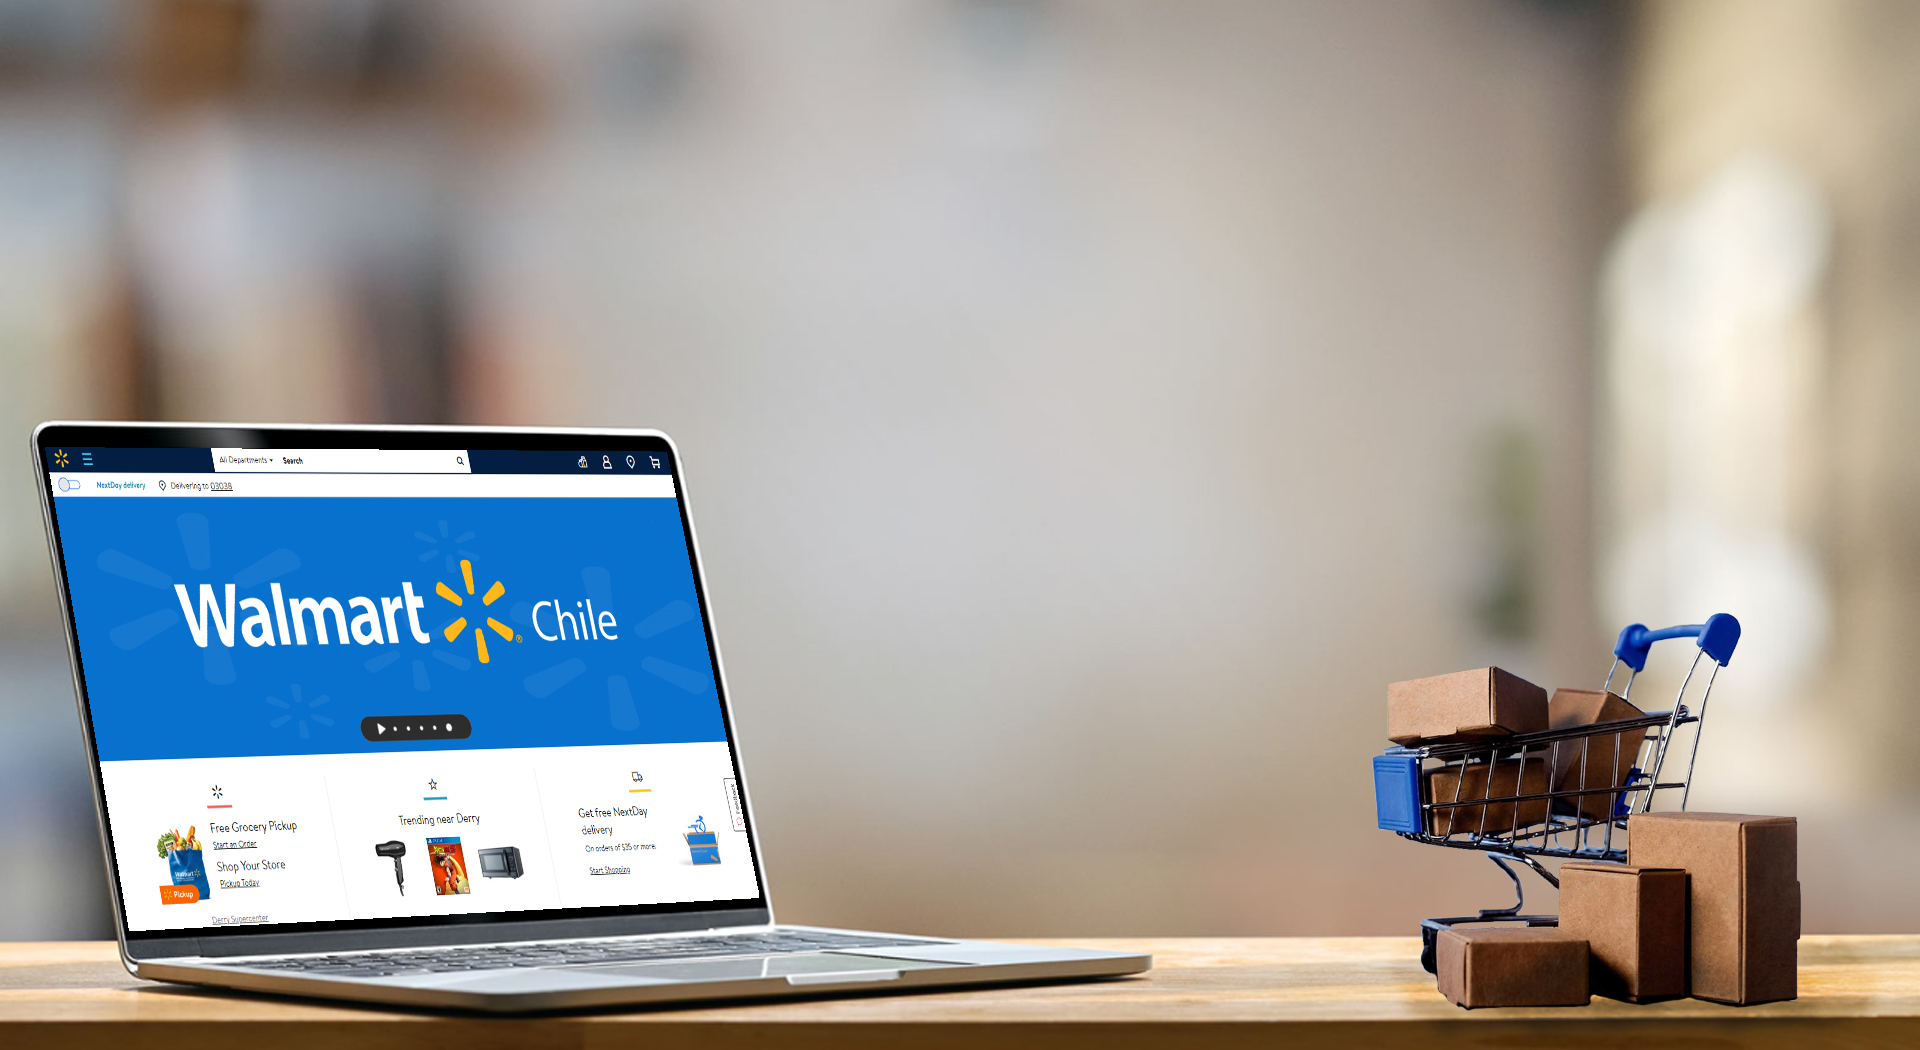 All Departments
Search
NextDay delivery
Delivering to 03038
Walmart Chile
Free Grocery Pickup
Start an Order
Shop Your Store
Pickup Today
Derry Supercenter
Walmart
Pickup
Trending near Derry
Get free NextDay
delivery
On orders of $35 or more.
Start Shopping
Feedback